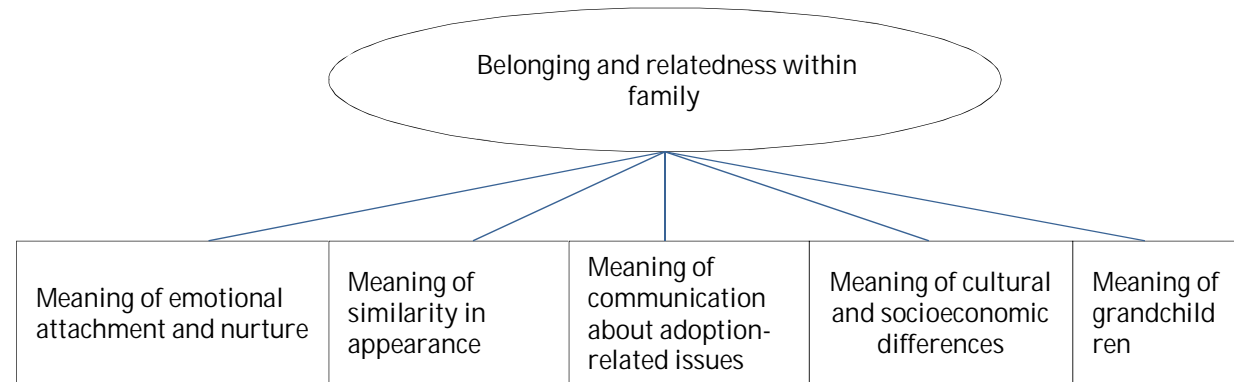 Belonging and relatedness within
family
Meaning of emotional
attachment and nurture
Meaning of
similarity in
appearance
Meaning of
communication
about adoption-
related issues
Meaning of cultural
and socioeconomic
differences
Meaning of
grandchild
ren